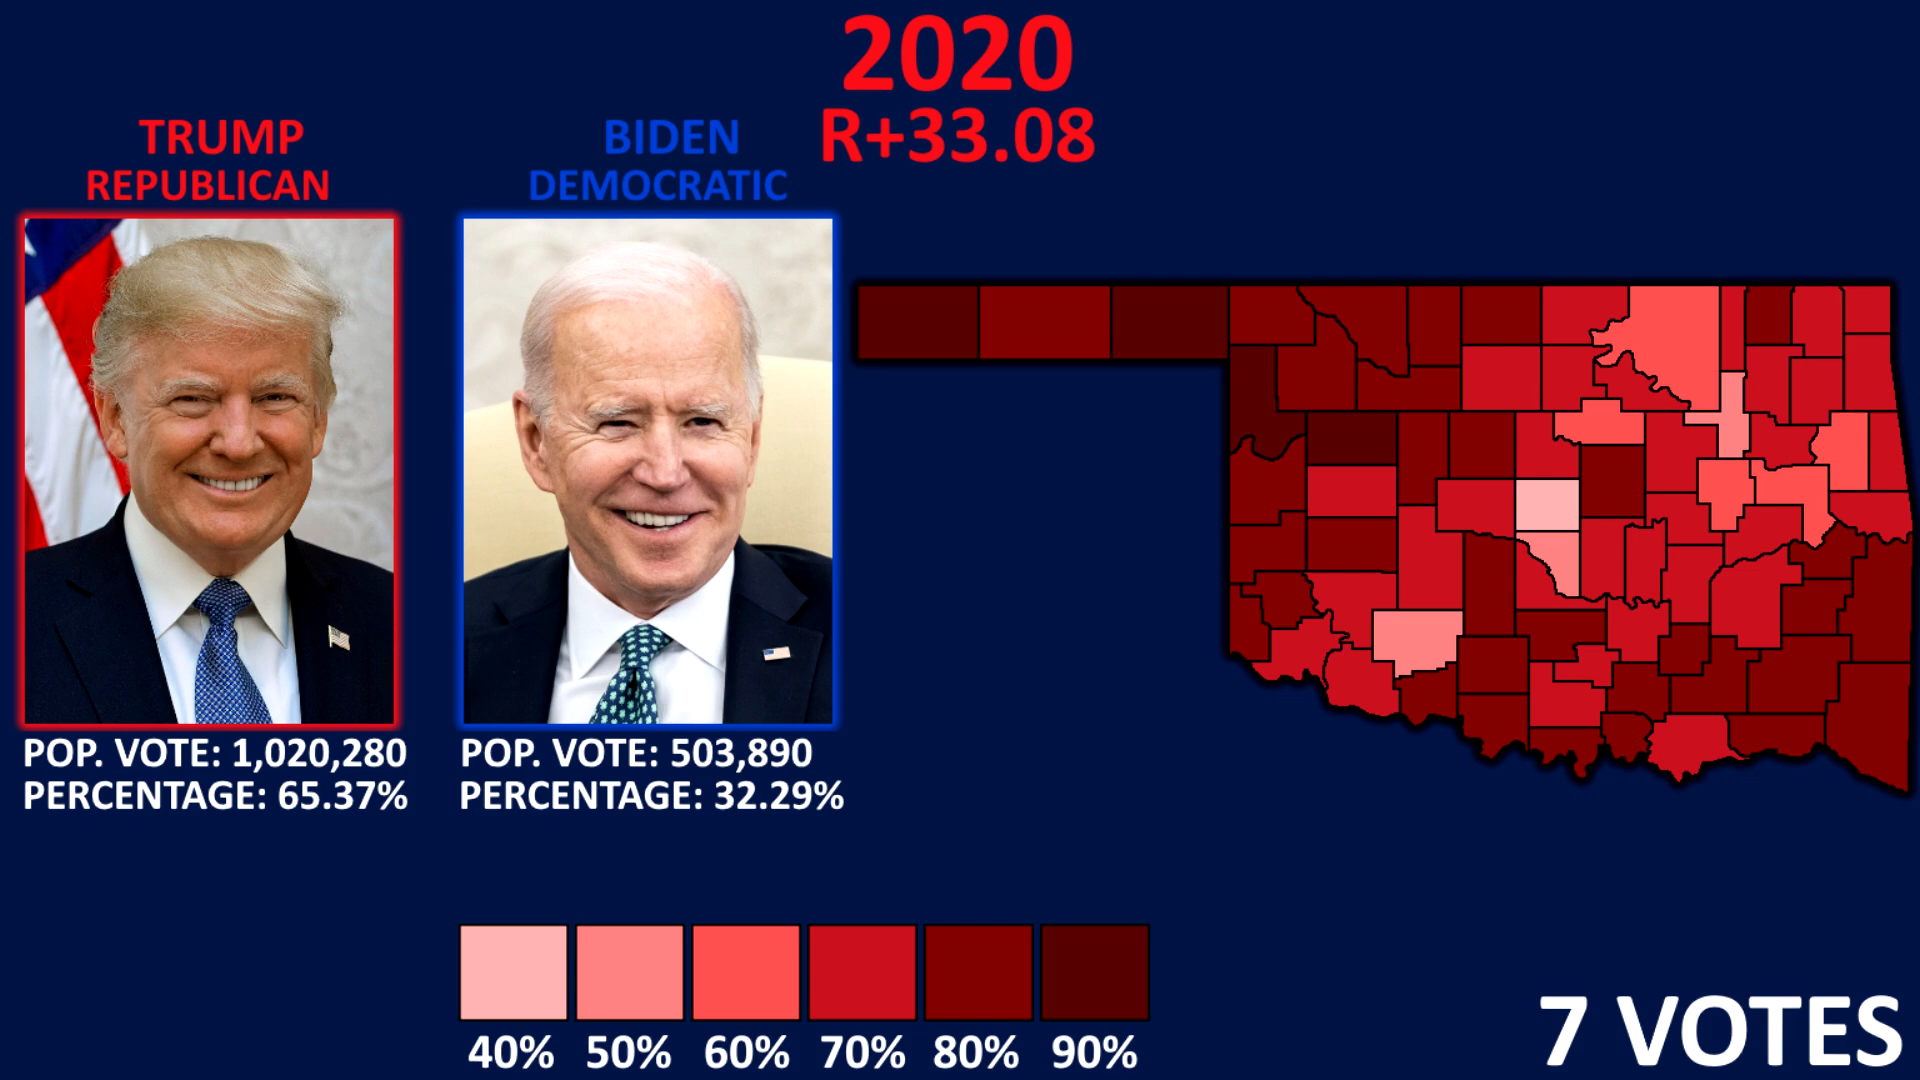 2020
R+33.08
TRUMP
REPUBLICAN
BIDEN
DEMOCRATIC
POP. VOTE: 1,020,280
PERCENTAGE: 65.37%
POP. VOTE: 503,890
PERCENTAGE: 32.29%
40% 50% 60% 70% 80% 90%
7 VOTES